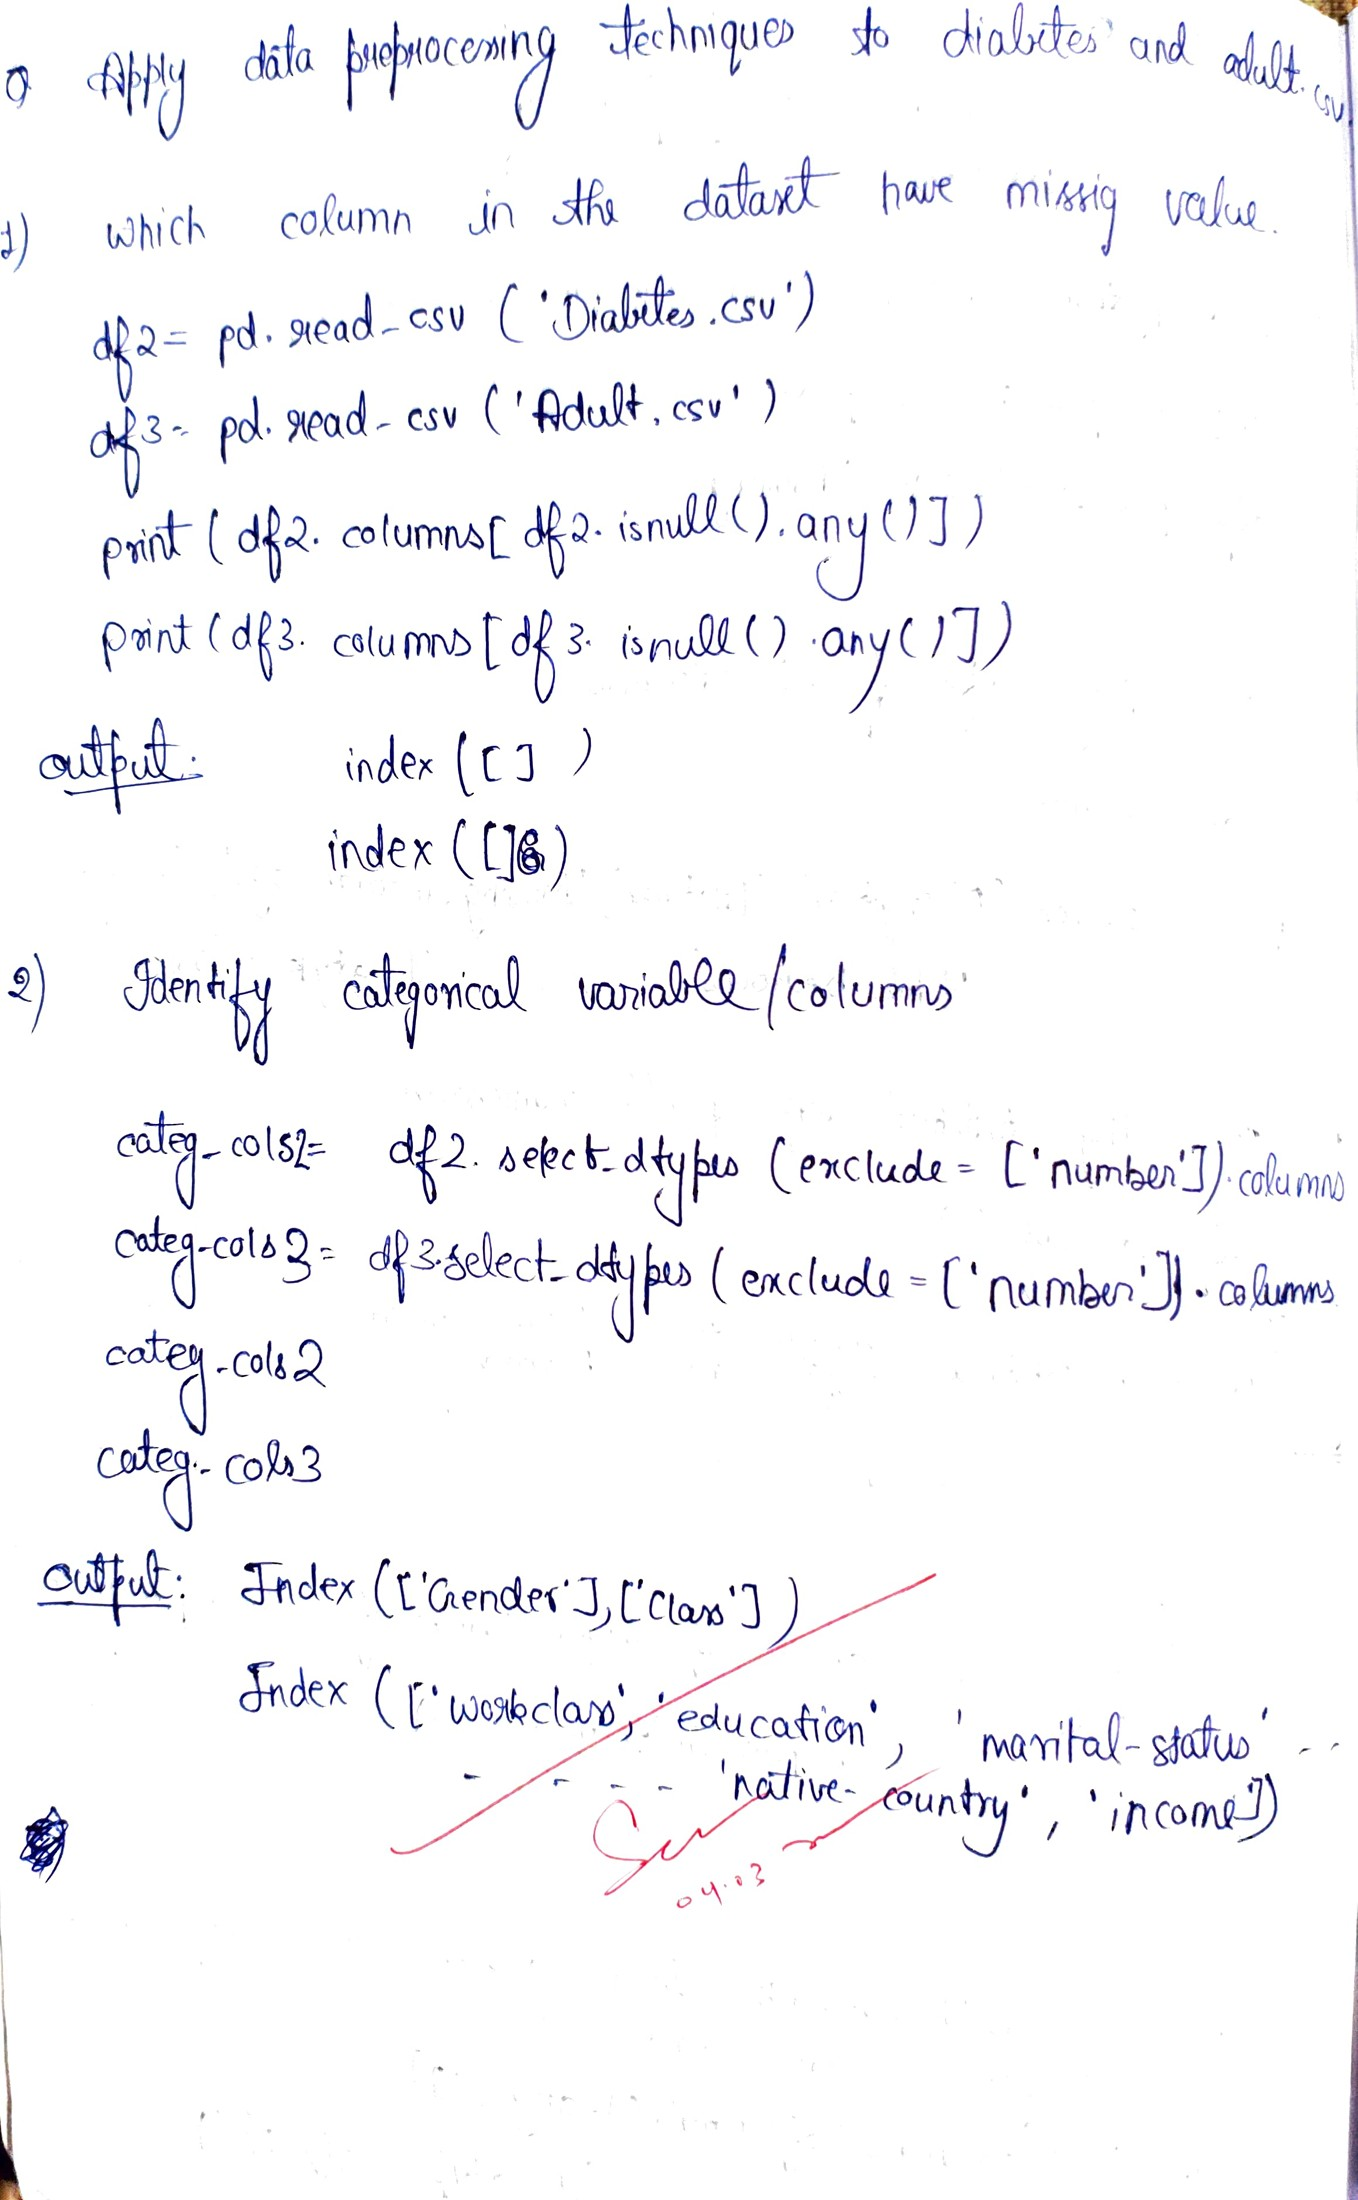 Q Apply data preprocessing techniques to diabetes and adult.csv
1) which column in the dataset have missig value.
df2= pd.read_csv ('Diabetes.csv')
df3= pd.read_csv ('Adult.csv')
print (df2.columns[df2.isnull().any()])
print (df3.columns[df3.isnull().any()])
output: index ([])
index ([])
2) Identify categorical variable/columns
categ_cols2= df2.select_dtypes (exclude = ['number']).columns
categ_cols3= df3.select_dtypes (exclude = ['number']).columns
categ_cols2
categ_cols3
output: Index (['Gender'],['Class'])
Index (['workclass', 'education', 'marital-status' --
- - - - 'native-country', 'income'])
04.03